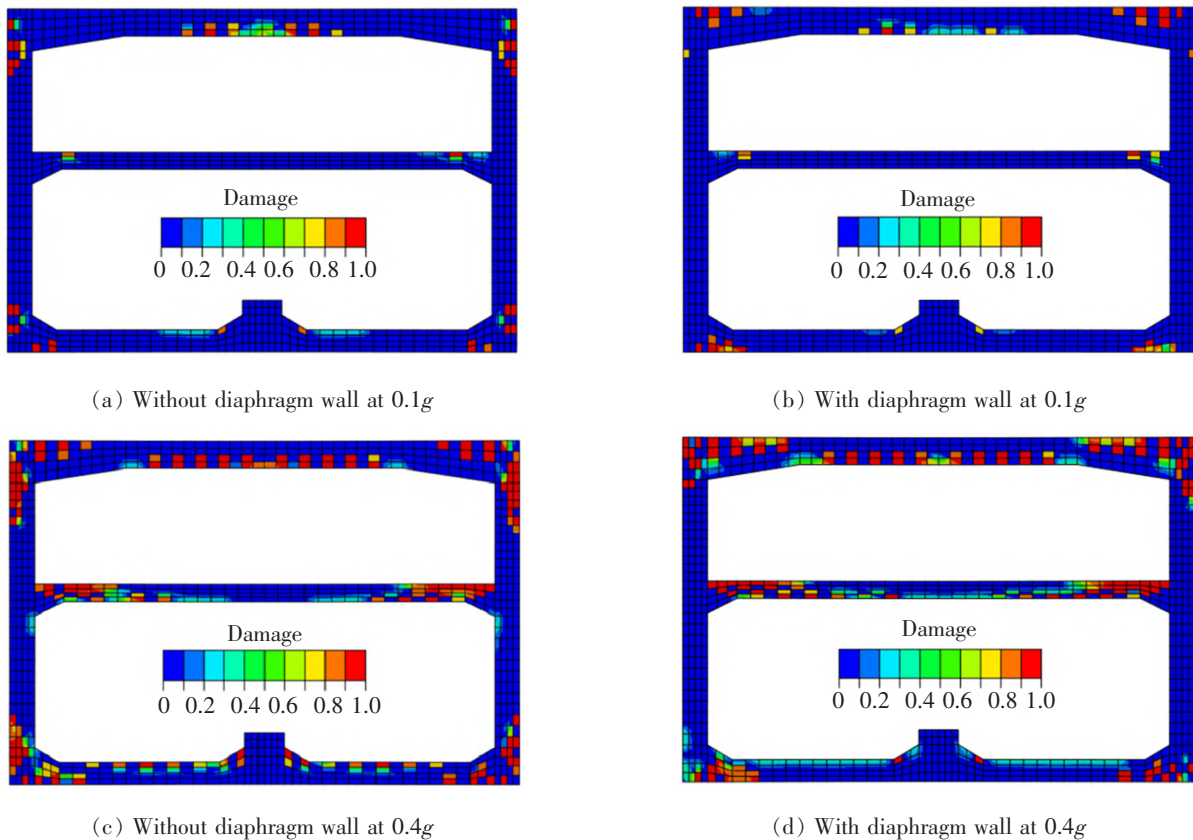 Damage
0 0.2 0.4 0.6 0.8 1.0
Damage
0 0.2 0.4 0.6 0.8 1.0
(a) Without diaphragm wall at 0.1g
(b) With diaphragm wall at 0.1g
Damage
0 0.2 0.4 0.6 0.8 1.0
Damage
0 0.2 0.4 0.6 0.8 1.0
(c) Without diaphragm wall at 0.4g
(d) With diaphragm wall at 0.4g